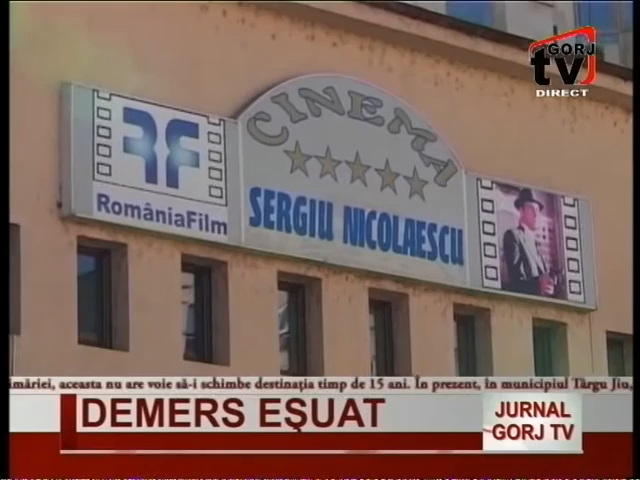 GORJ
tv
DIRECT
CINEMA
RF
RomâniaFilm
SERGIU NICOLAESCU
imăriei, aceasta nu are voie să-i schimbe destinația timp de 15 ani. În prezent, în municipiul Târgu Jiu,
DEMERS EŞUAT
JURNAL
GORJ TV